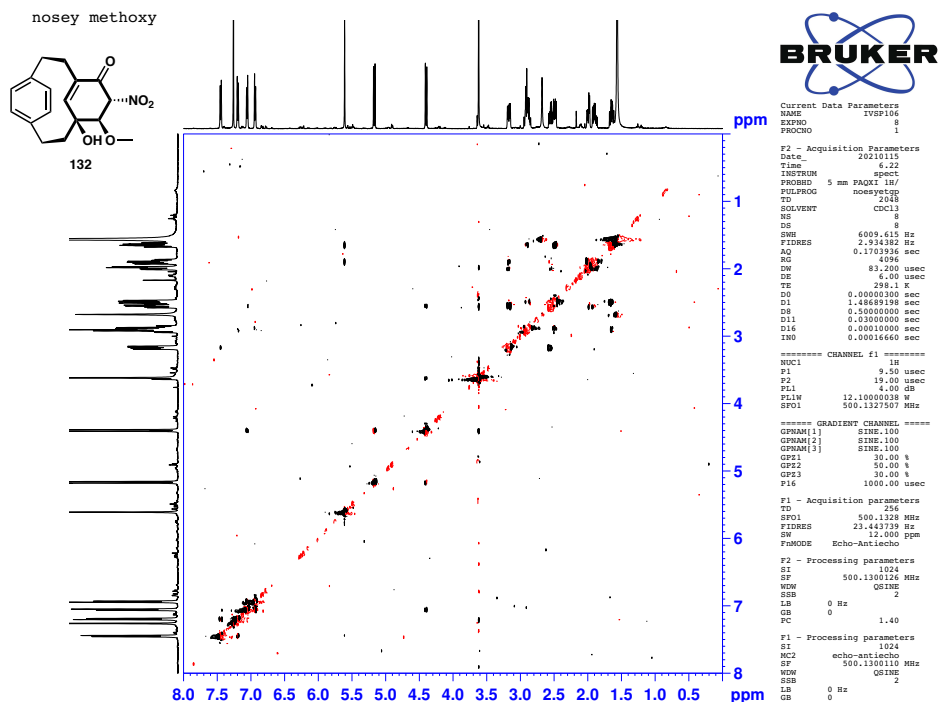 nosey methoxy
O
NO2
OH
O
132
BRUKER
ppm
1
2
3
4
5
6
7
8
8.0 7.5 7.0 6.5 6.0 5.5 5.0 4.5 4.0 3.5 3.0 2.5 2.0 1.5 1.0 0.5 ppm
Current Data Parameters
NAME IVSP106
EXPNO 8
PROCNO 1
F2 - Acquisition Parameters
Date_ 20210115
Time 6.22
INSTRUM spect
PROBHD 5 mm PAQXI 1H/
PULPROG noesyetgp
TD 2048
SOLVENT CDCl3
NS 8
DS 8
SWH 6009.615 Hz
FIDRES 2.934382 Hz
AQ 0.1703936 sec
RG 4096
DW 83.200 usec
DE 6.00 usec
TE 298.1 K
D0 0.00000300 sec
D1 1.48689198 sec
D8 0.50000000 sec
D11 0.03000000 sec
D16 0.00010000 sec
IN0 0.00016660 sec
======== CHANNEL f1 ========
NUC1 1H
P1 9.50 usec
P2 19.00 usec
PL1 4.00 dB
PL1W 12.10000038 W
SFO1 500.1327507 MHz
====== GRADIENT CHANNEL =====
GPNAM[1] SINE.100
GPNAM[2] SINE.100
GPNAM[3] SINE.100
GPZ1 30.00 %
GPZ2 50.00 %
GPZ3 30.00 %
P16 1000.00 usec
F1 - Acquisition parameters
TD 256
SFO1 500.1328 MHz
FIDRES 23.443739 Hz
SW 12.000 ppm
FnMODE Echo-Antiecho
F2 - Processing parameters
SI 1024
SF 500.1300126 MHz
WDW QSINE
SSB 2
LB 0 Hz
GB 0
PC 1.40
F1 - Processing parameters
SI 1024
MC2 echo-antiecho
SF 500.1300110 MHz
WDW QSINE
SSB 2
LB 0 Hz
GB 0